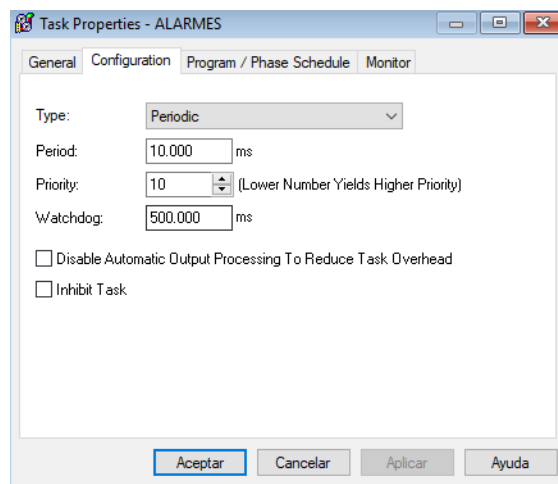 Task Properties - ALARMES
General Configuration Program / Phase Schedule Monitor
Type: Periodic
Period: 10.000 ms
Priority: 10 (Lower Number Yields Higher Priority)
Watchdog: 500.000 ms
Disable Automatic Output Processing To Reduce Task Overhead
Inhibit Task
Aceptar Cancelar Aplicar Ayuda